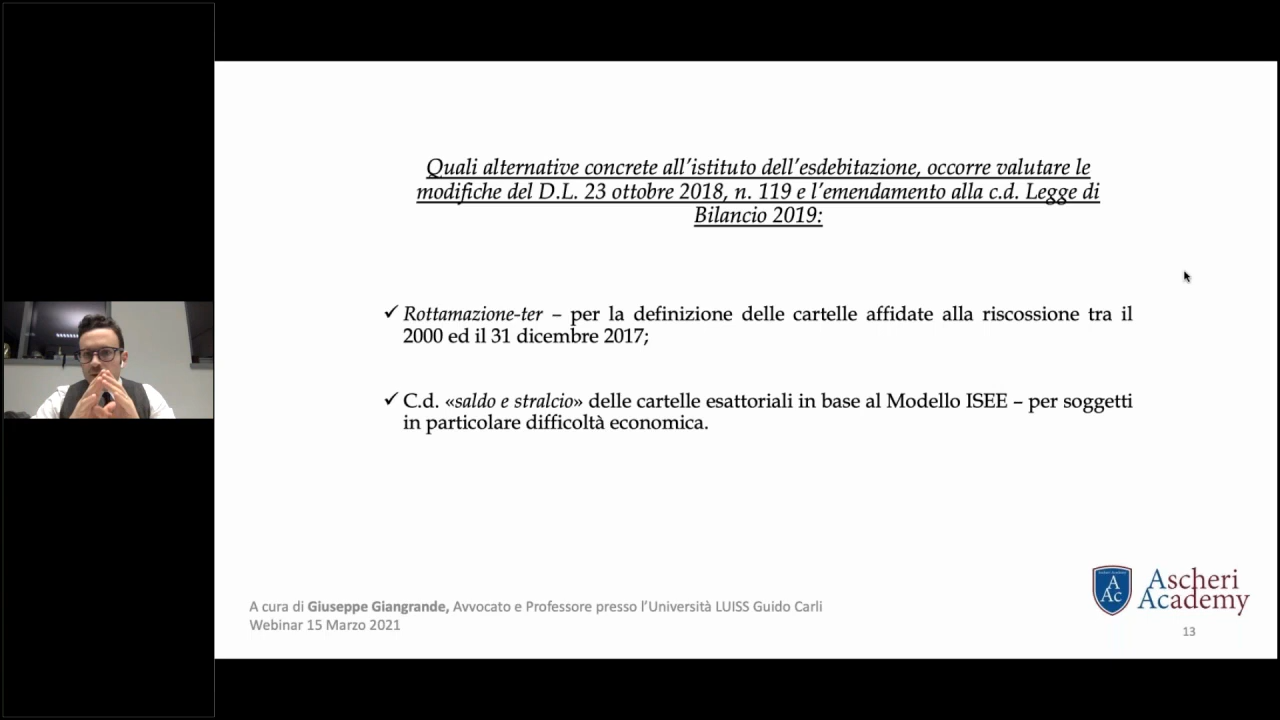 Quali alternative concrete all’istituto dell’esdebitazione, occorre valutare le
modifiche del D.L. 23 ottobre 2018, n. 119 e l’emendamento alla c.d. Legge di
Bilancio 2019:
✓ Rottamazione-ter – per la definizione delle cartelle affidate alla riscossione tra il
2000 ed il 31 dicembre 2017;
✓ C.d. «saldo e stralcio» delle cartelle esattoriali in base al Modello ISEE – per soggetti
in particolare difficoltà economica.
A cura di Giuseppe Giangrande, Avvocato e Professore presso l’Università LUISS Guido Carli
Webinar 15 Marzo 2021
A
Ac
Ascheri
Academy
13